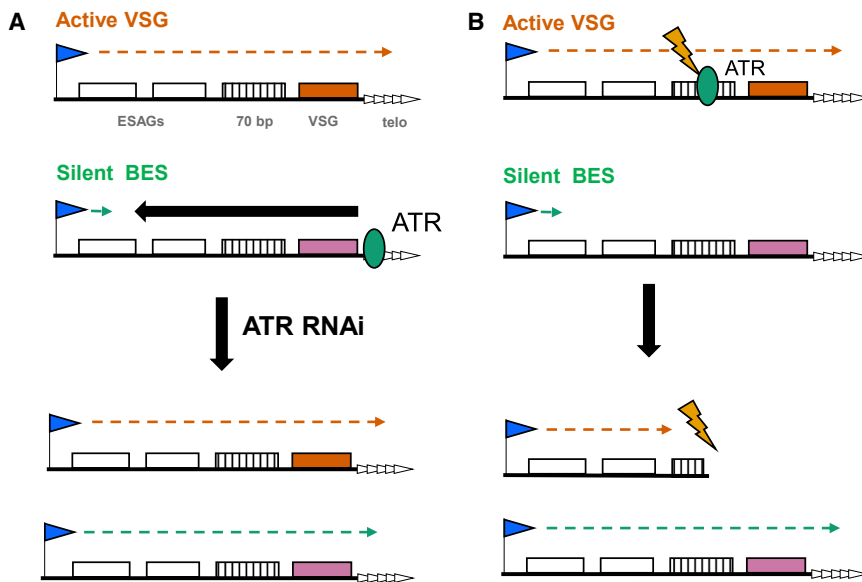 A
Active VSG
ESAGs 70 bp VSG telo
Silent BES
ATR
ATR RNAi
B
Active VSG
ATR
Silent BES